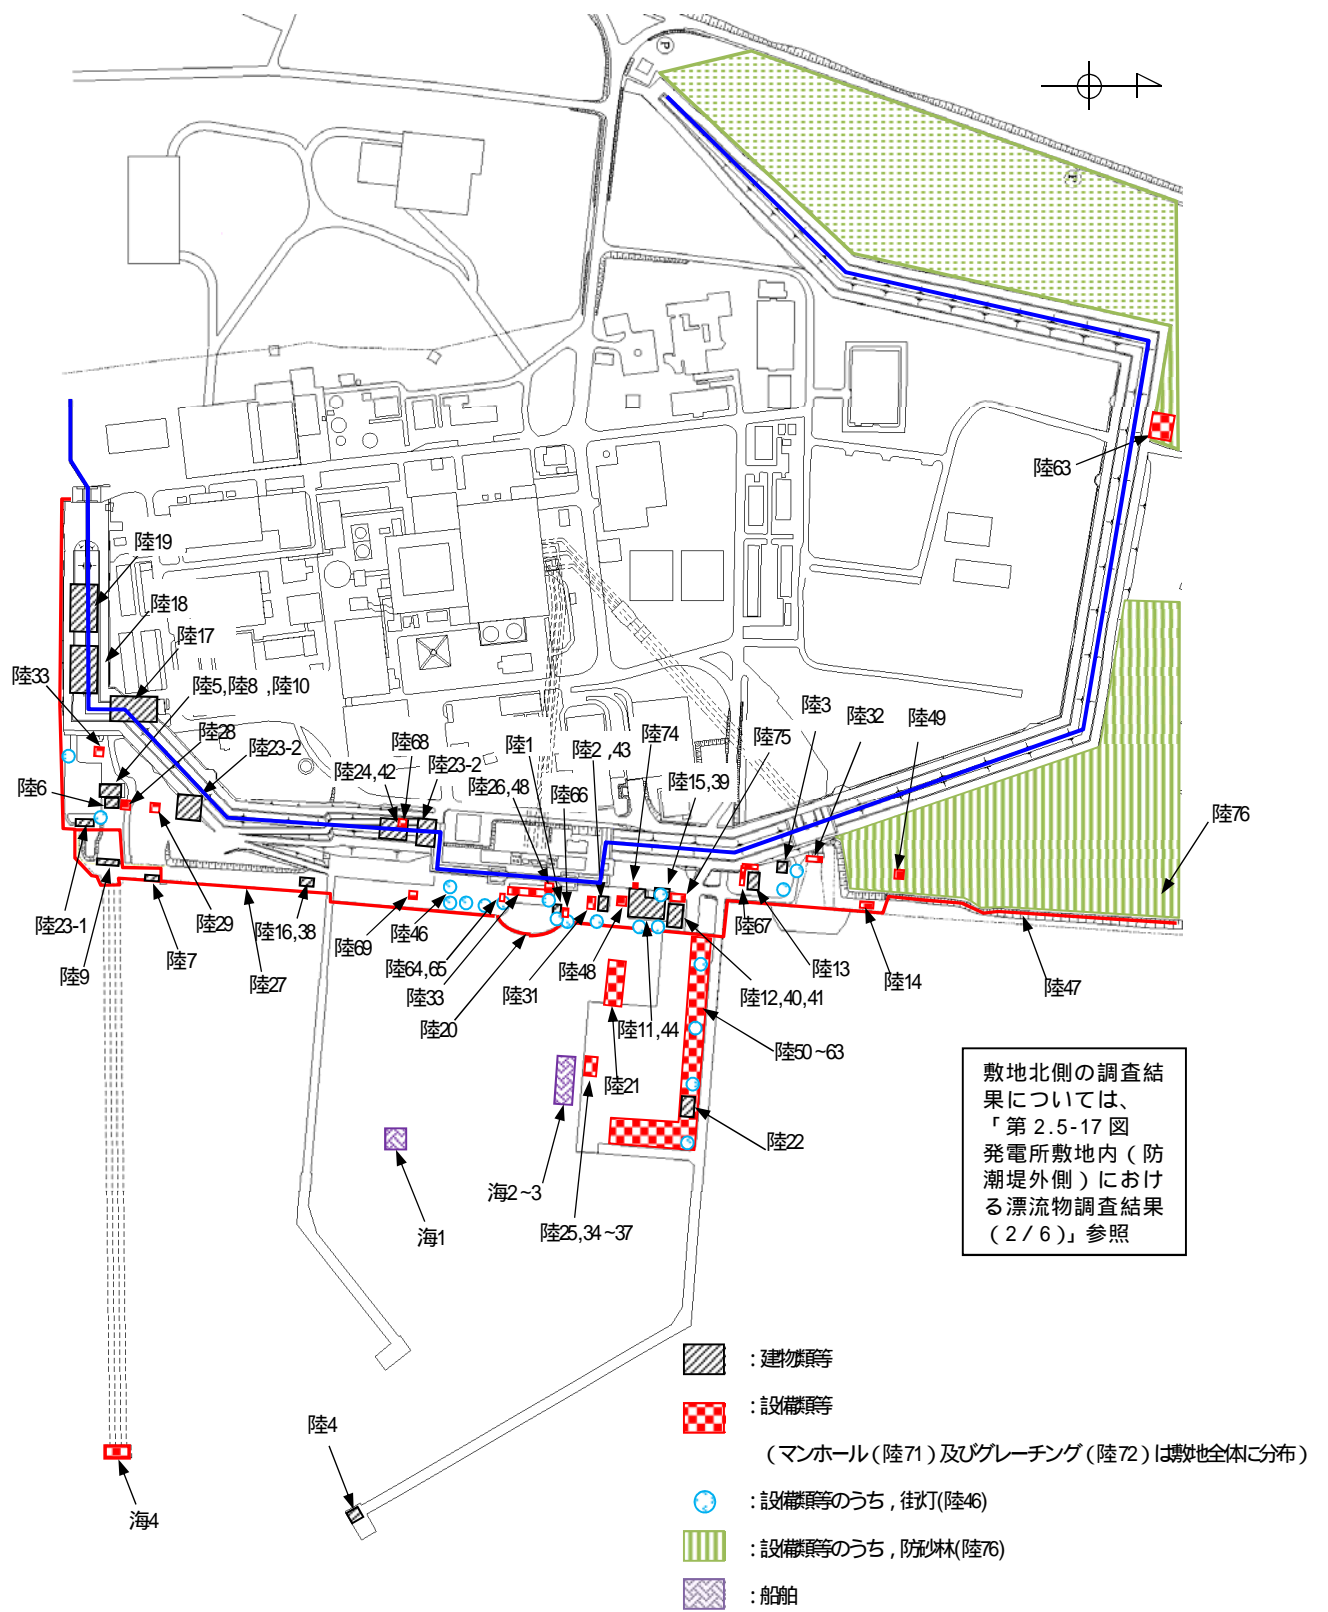 P
陸63
陸19
陸18
陸17
陸33
陸5,陸8 ,陸10
陸28
陸23-2
陸6
陸24,42
陸68
陸23-2
陸1
陸26,48
陸66
陸2 ,43
陸74
陸15,39
陸75
陸3
陸32
陸49
陸76
陸23-1
陸9
陸7
陸29
陸16,38
陸27
陸69
陸46
陸64,65
陸33
陸20
陸31
陸48
陸21
陸11,44
陸12,40,41
陸67
陸13
陸14
陸47
陸50~63
陸22
海2~3
海1
陸25,34~37
敷地北側の調査結
果については、
「第 2.5-17 図
発電所敷地内(防
潮堤外側)におけ
る漂流物調査結果
(2/6)」参照
陸4
海4
:建物類等
:設備類等
(マンホール(陸71)及びグレーチング(陸72)は敷地全体に分布)
:設備類等のうち,街灯(陸46)
:設備類等のうち,防砂林(陸76)
:船舶